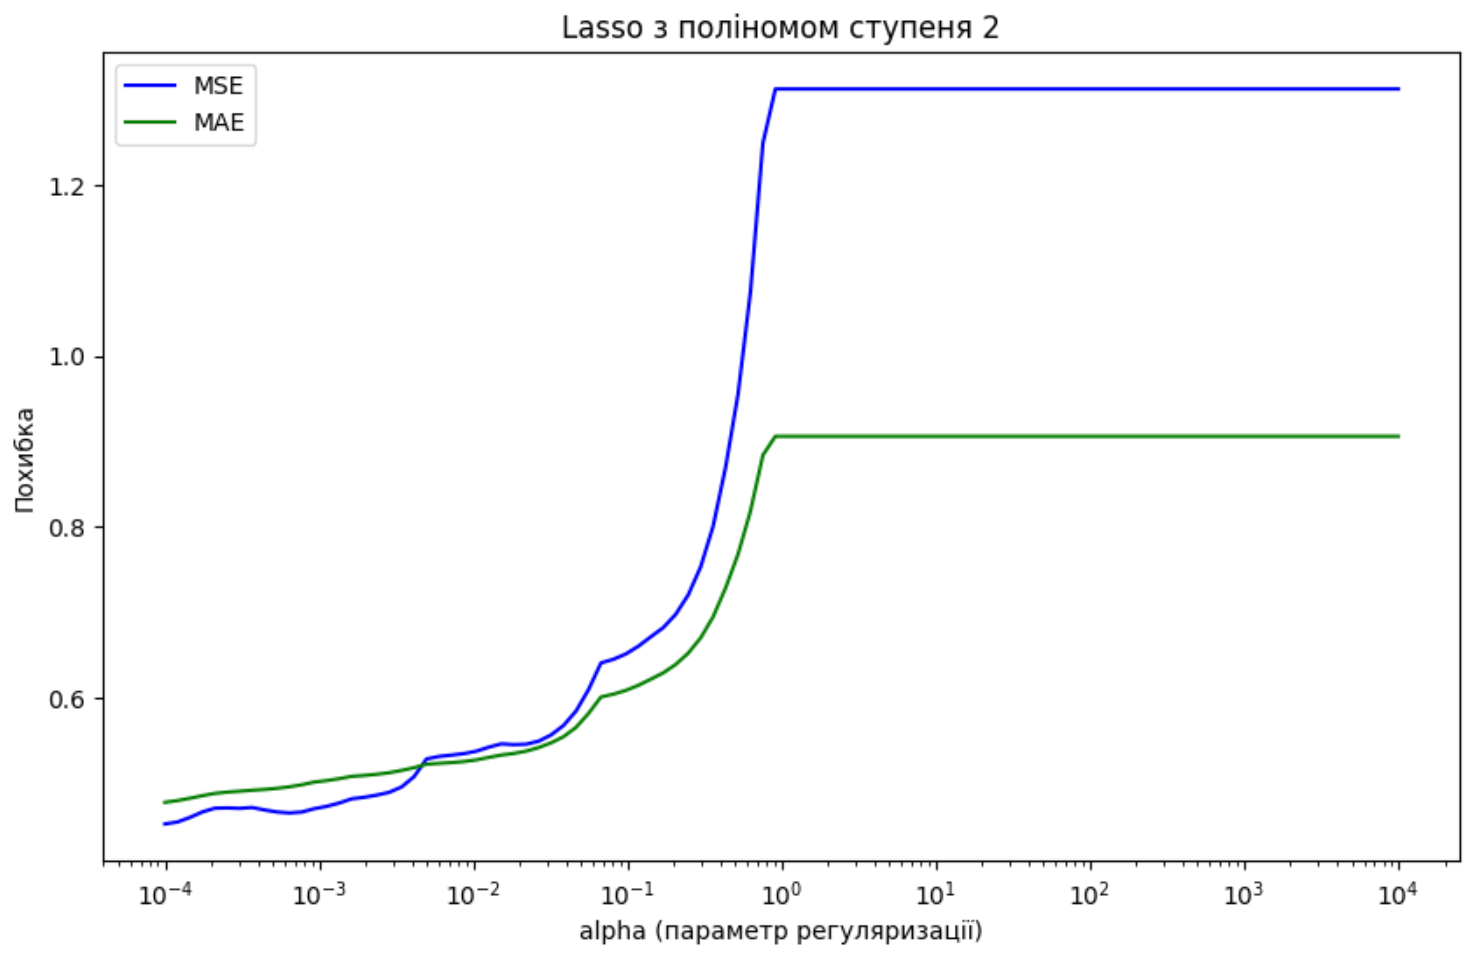 Lasso з поліномом ступеня 2
MSE
MAE
1.2
1.0
0.8
0.6
Похибка
10⁻⁴ 10⁻³ 10⁻² 10⁻¹ 10⁰ 10¹ 10² 10³ 10⁴
alpha (параметр регуляризації)